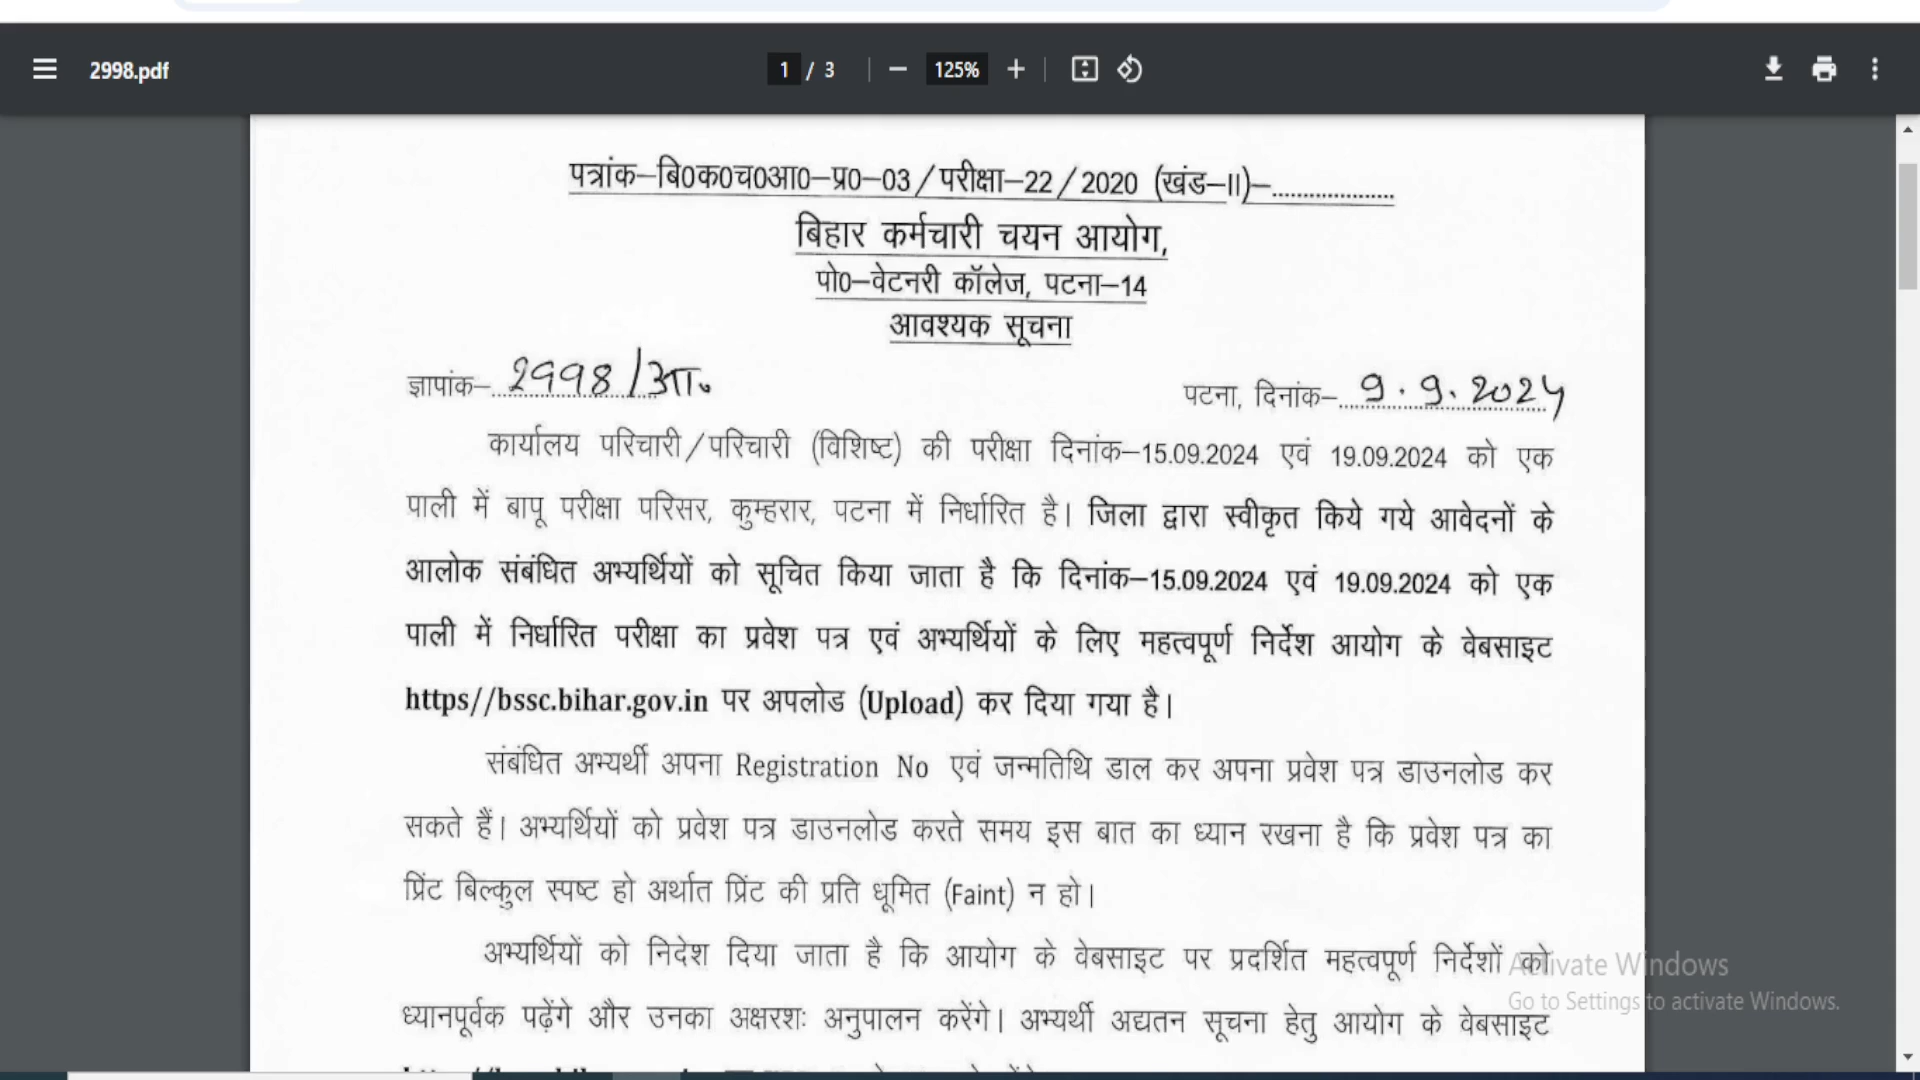 2998.pdf
1 / 3
125%
पत्रांक–बि0क0च0आ0–प्र0–03/परीक्षा–22/2020 (खंड–II)–..................
बिहार कर्मचारी चयन आयोग,
पो0–वेटनरी कॉलेज, पटना–14
आवश्यक सूचना
ज्ञापांक– 2998/आ०
पटना, दिनांक– 9.9.2024
कार्यालय परिचारी/परिचारी (विशिष्ट) की परीक्षा दिनांक–15.09.2024 एवं 19.09.2024 को एक
पाली में बापू परीक्षा परिसर, कुम्हरार, पटना में निर्धारित है। जिला द्वारा स्वीकृत किये गये आवेदनों के
आलोक संबंधित अभ्यर्थियों को सूचित किया जाता है कि दिनांक–15.09.2024 एवं 19.09.2024 को एक
पाली में निर्धारित परीक्षा का प्रवेश पत्र एवं अभ्यर्थियों के लिए महत्वपूर्ण निर्देश आयोग के वेबसाइट
https//bssc.bihar.gov.in पर अपलोड (Upload) कर दिया गया है।
संबंधित अभ्यर्थी अपना Registration No एवं जन्मतिथि डाल कर अपना प्रवेश पत्र डाउनलोड कर
सकते हैं। अभ्यर्थियों को प्रवेश पत्र डाउनलोड करते समय इस बात का ध्यान रखना है कि प्रवेश पत्र का
प्रिंट बिल्कुल स्पष्ट हो अर्थात प्रिंट की प्रति धूमित (Faint) न हो।
अभ्यर्थियों को निदेश दिया जाता है कि आयोग के वेबसाइट पर प्रदर्शित महत्वपूर्ण निर्देशों को
ध्यानपूर्वक पढ़ेंगे और उनका अक्षरशः अनुपालन करेंगे। अभ्यर्थी अद्यतन सूचना हेतु आयोग के वेबसाइट
Activate Windows
Go to Settings to activate Windows.